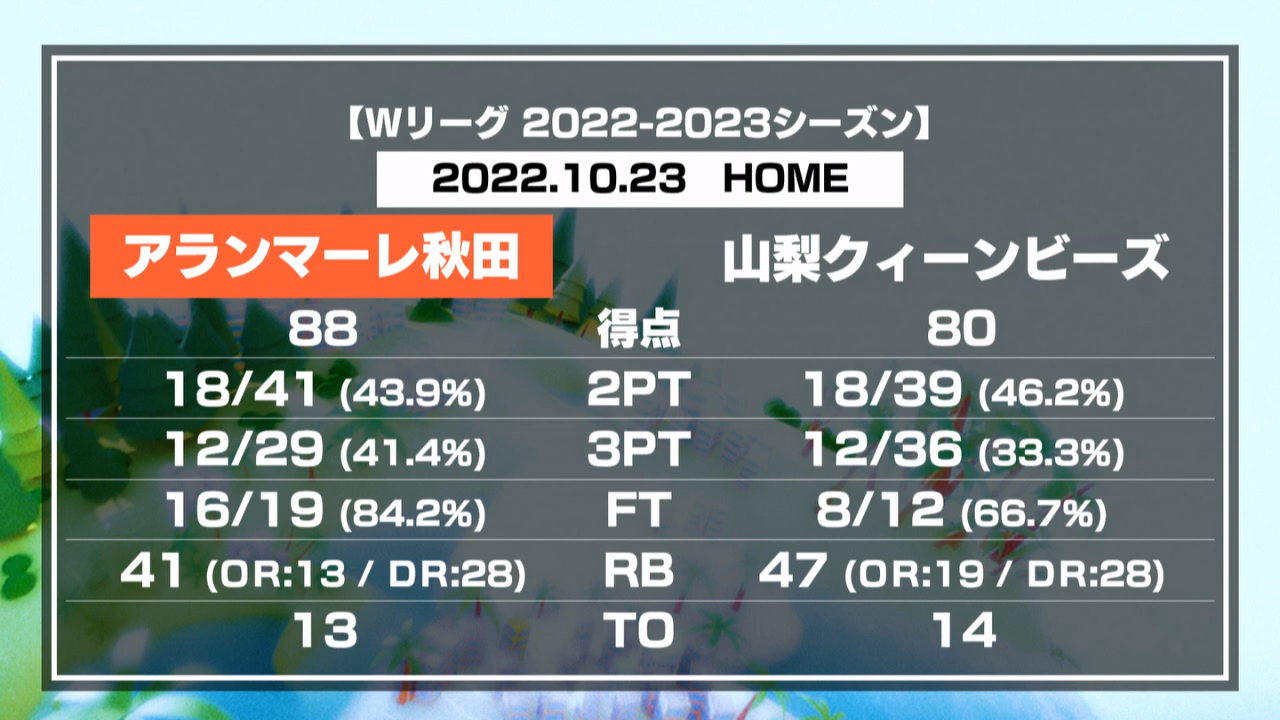 【Wリーグ 2022-2023シーズン】
2022.10.23 HOME
アランマーレ秋田 山梨クィーンビーズ
88 得点 80
18/41 (43.9%) 2PT 18/39 (46.2%)
12/29 (41.4%) 3PT 12/36 (33.3%)
16/19 (84.2%) FT 8/12 (66.7%)
41 (OR:13 / DR:28) RB 47 (OR:19 / DR:28)
13 TO 14